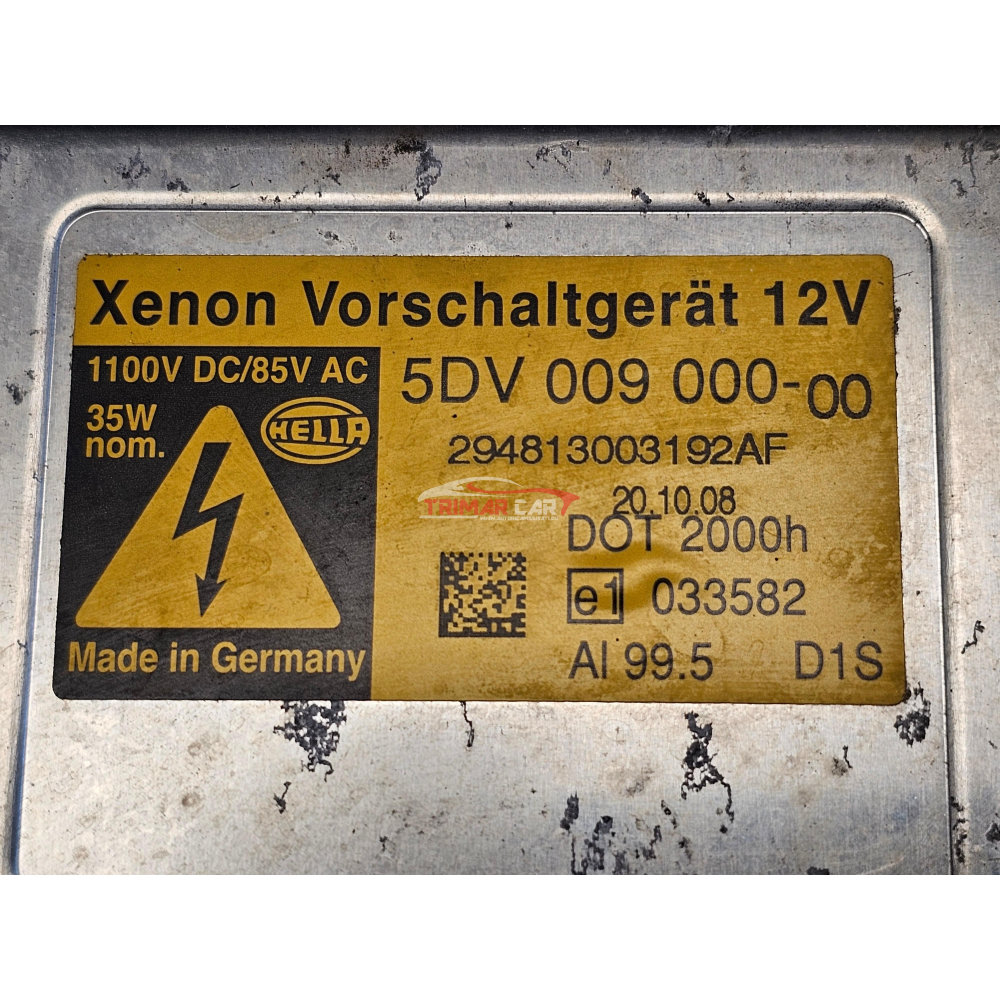 Xenon Vorschaltgerät 12V
1100V DC/85V AC
35W
nom.
HELLA
Made in Germany
5DV 009 000-00
294813003192AF
20.10.08
TRIMAR CAR
DOT 2000h
e1 033582
Al 99.5 D1S